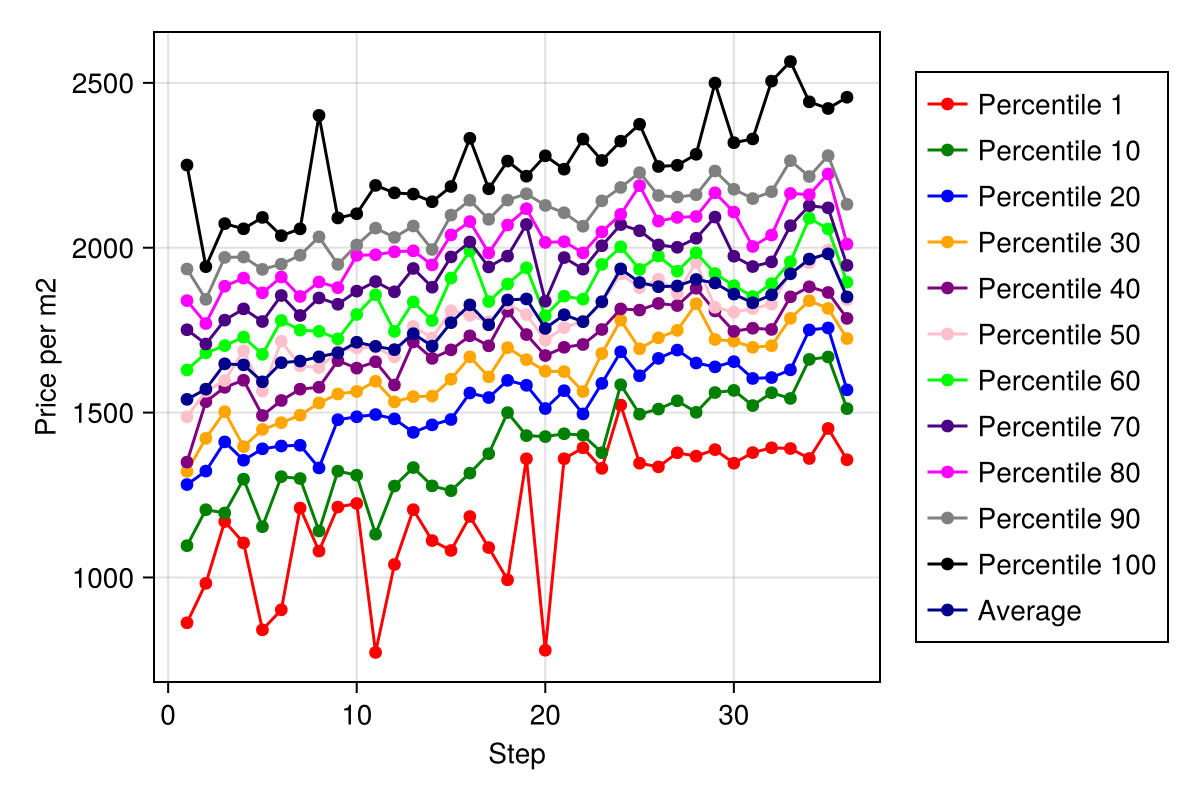 2500
2000
1500
1000
Price per m2
0 10 20 30
Step
Percentile 1
Percentile 10
Percentile 20
Percentile 30
Percentile 40
Percentile 50
Percentile 60
Percentile 70
Percentile 80
Percentile 90
Percentile 100
Average